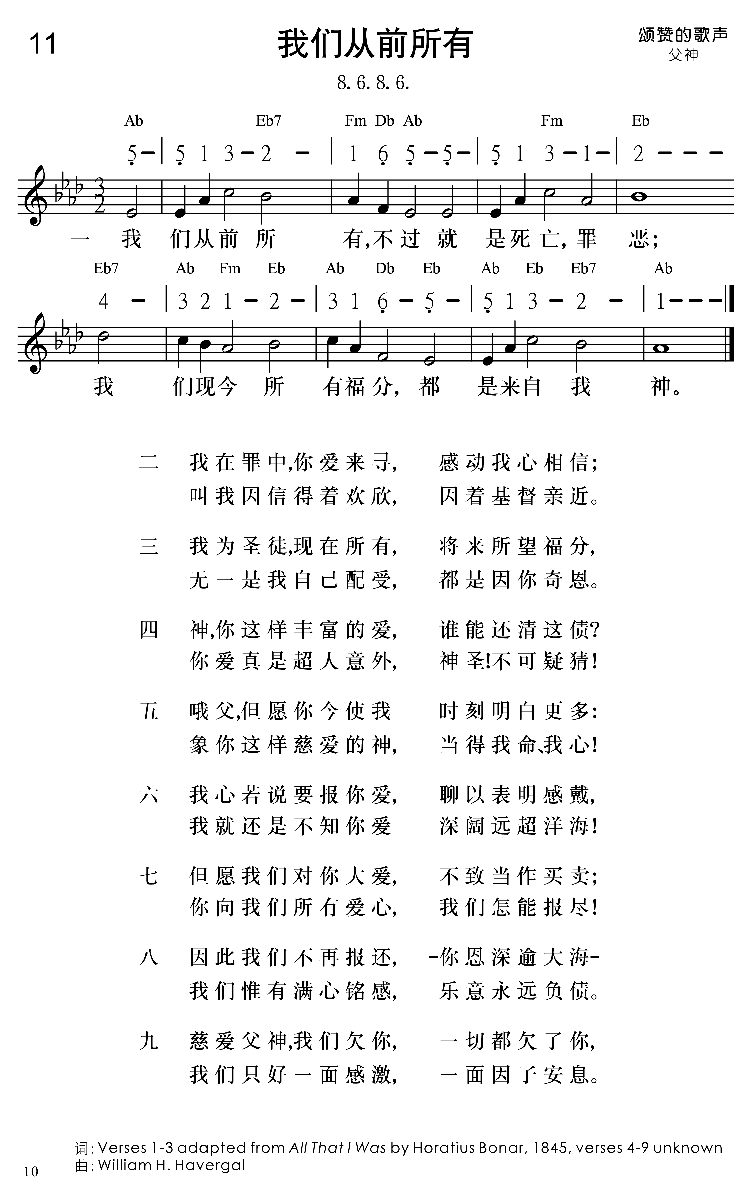 11
我们从前所有
颂赞的歌声
父神
8. 6. 8. 6.
Ab Eb7 Fm Db Ab Fm Eb
5 – | 5 1 3 – 2 – | 1 6 5 – 5 – | 5 1 3 – 1 – | 2 – – –
3
2
一 我 们从前 所 有,不 过 就 是死 亡, 罪 恶;
Eb7 Ab Fm Eb Ab Db Eb Ab Eb Eb7 Ab
4 – | 3 2 1 – 2 – | 3 1 6 – 5 – | 5 1 3 – 2 – | 1 – – –
我 们现今 所 有福分, 都 是来自 我 神。
二 我在罪中,你爱来寻, 感动我心相信;
叫我因信得着欢欣, 因着基督亲近。
三 我为圣徒,现在所有, 将来所望福分,
无一是我自己配受, 都是因你奇恩。
四 神,你这样丰富的爱, 谁能还清这债?
你爱真是超人意外, 神圣!不可疑猜!
五 哦父,但愿你今使我 时刻明白更多:
象你这样慈爱的神, 当得我命、我心!
六 我心若说要报你爱, 聊以表明感戴,
我就还是不知你爱 深阔远超洋海!
七 但愿我们对你大爱, 不致当作买卖;
你向我们所有爱心, 我们怎能报尽!
八 因此我们不再报还, -你恩深逾大海-
我们惟有满心铭感, 乐意永远负债。
九 慈爱父神,我们欠你, 一切都欠了你,
我们只好一面感激, 一面因了安息。
词: Verses 1-3 adapted from All That I Was by Horatius Bonar, 1845, verses 4-9 unknown
曲: William H. Havergal
10